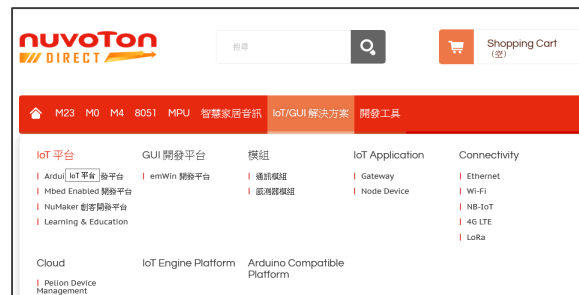 nuvoTon
DIRECT
搜尋
Shopping Cart
(空)
M23 M0 M4 8051 MPU 智慧家居音訊 IoT/GUI 解決方案 開發工具
IoT 平台 GUI 開發平台 模組 IoT Application Connectivity
Ardui IoT 平台 發平台 emWin 開發平台 通訊模組 Gateway Ethernet
Mbed Enabled 開發平台 感測器模組 Node Device Wi-Fi
NuMaker 創客開發平台 NB-IoT
Learning & Education 4G LTE
LoRa
Cloud IoT Engine Platform Arduino Compatible
Platform
Pelion Device
Management